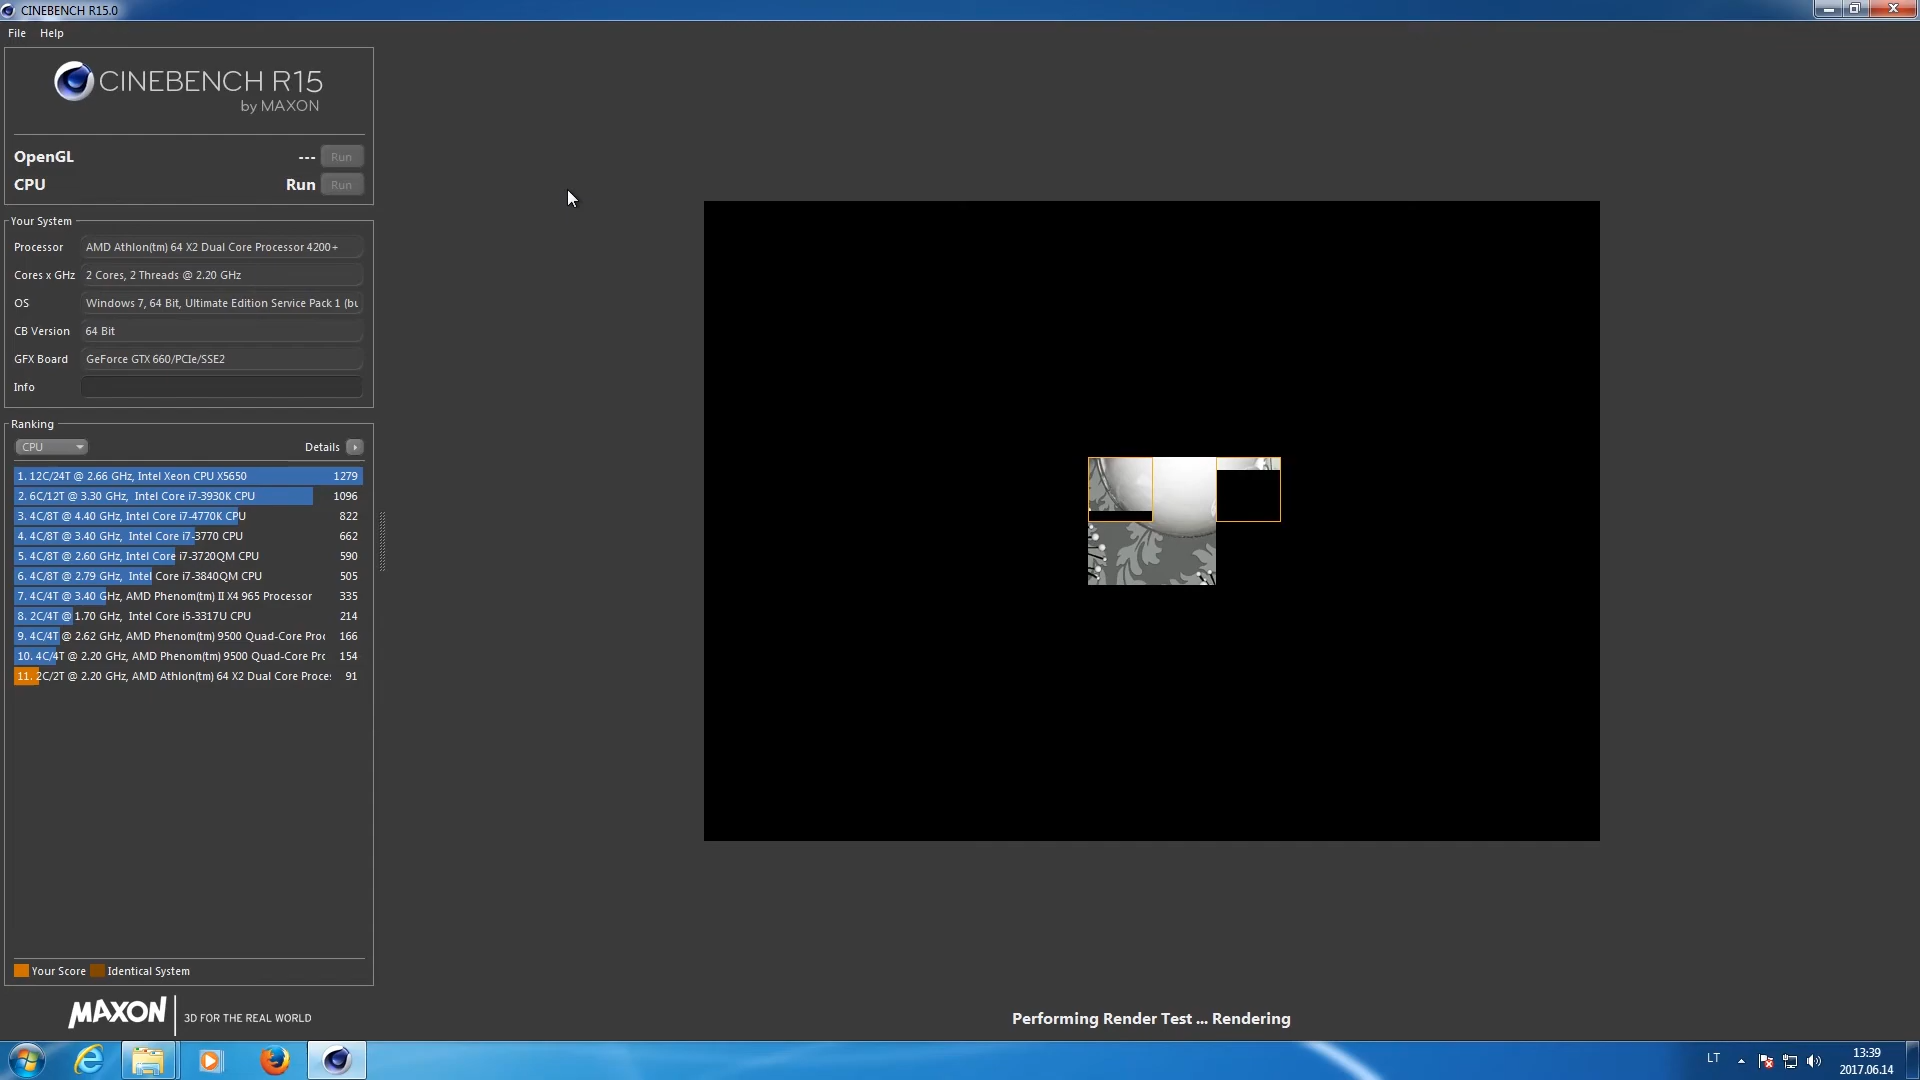 CINEBENCH R15.0
File Help
CINEBENCH R15
by MAXON
OpenGL --- Run
CPU Run Run
Your System
Processor AMD Athlon(tm) 64 X2 Dual Core Processor 4200+
Cores x GHz 2 Cores, 2 Threads @ 2.20 GHz
OS Windows 7, 64 Bit, Ultimate Edition Service Pack 1 (bu
CB Version 64 Bit
GFX Board GeForce GTX 660/PCIe/SSE2
Info
Ranking
CPU Details
1. 12C/24T @ 2.66 GHz, Intel Xeon CPU X5650 1279
2. 6C/12T @ 3.30 GHz, Intel Core i7-3930K CPU 1096
3. 4C/8T @ 4.40 GHz, Intel Core i7-4770K CPU 822
4. 4C/8T @ 3.40 GHz, Intel Core i7-3770 CPU 662
5. 4C/8T @ 2.60 GHz, Intel Core i7-3720QM CPU 590
6. 4C/8T @ 2.79 GHz, Intel Core i7-3840QM CPU 505
7. 4C/4T @ 3.40 GHz, AMD Phenom(tm) II X4 965 Processor 335
8. 2C/4T @ 1.70 GHz, Intel Core i5-3317U CPU 214
9. 4C/4T @ 2.62 GHz, AMD Phenom(tm) 9500 Quad-Core Proc 166
10. 4C/4T @ 2.20 GHz, AMD Phenom(tm) 9500 Quad-Core Prc 154
11. 2C/2T @ 2.20 GHz, AMD Athlon(tm) 64 X2 Dual Core Proces 91
Your Score Identical System
MAXON 3D FOR THE REAL WORLD
Performing Render Test ... Rendering
LT 13:39
2017.06.14